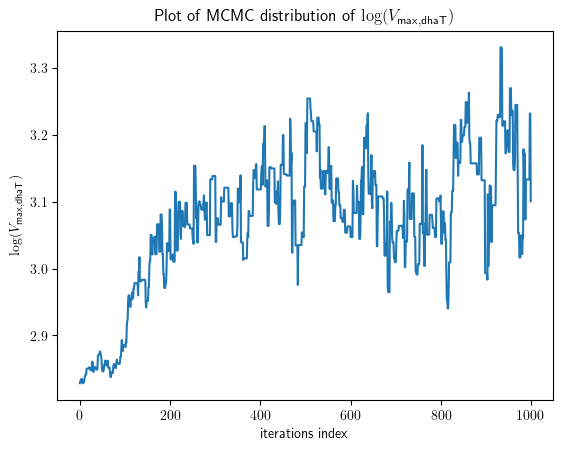 Plot of MCMC distribution of log(V_max,dhaT)
log(V_max,dhaT)
3.3
3.2
3.1
3.0
2.9
0 200 400 600 800 1000
iterations index